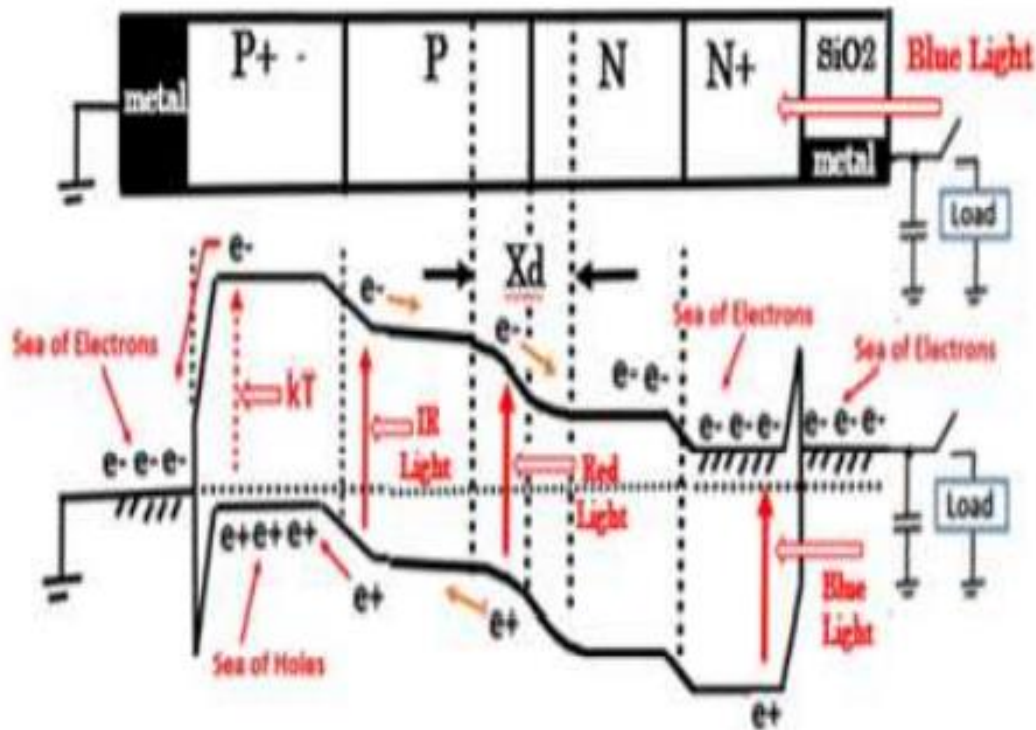 P+
P
N
N+
SiO2
Blue Light
metal
metal
Load
e-
Xd
e-
Sea of Electrons
Sea of Electrons
Sea of Electrons
e-
kT
IR
Light
e- e-
e- e- e-
e- e- e-
e- e- e-
Red
Light
Load
e+e+ e+
e+
e+
Blue
Light
Sea of Holes
e+